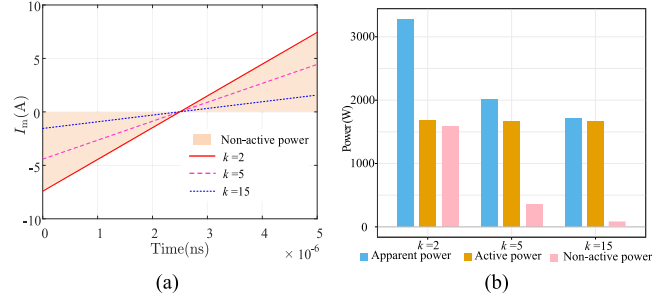 (a)
10
5
0
-5
-10
I_m(A)
Non-active power
k =2
k =5
k =15
0 1 2 3 4 5
Time(ns)
× 10⁻⁶
(a)
(b)
3000
2000
1000
0
Power(W)
k =2 k =5 k =15
Apparent power Active power Non-active power
(b)